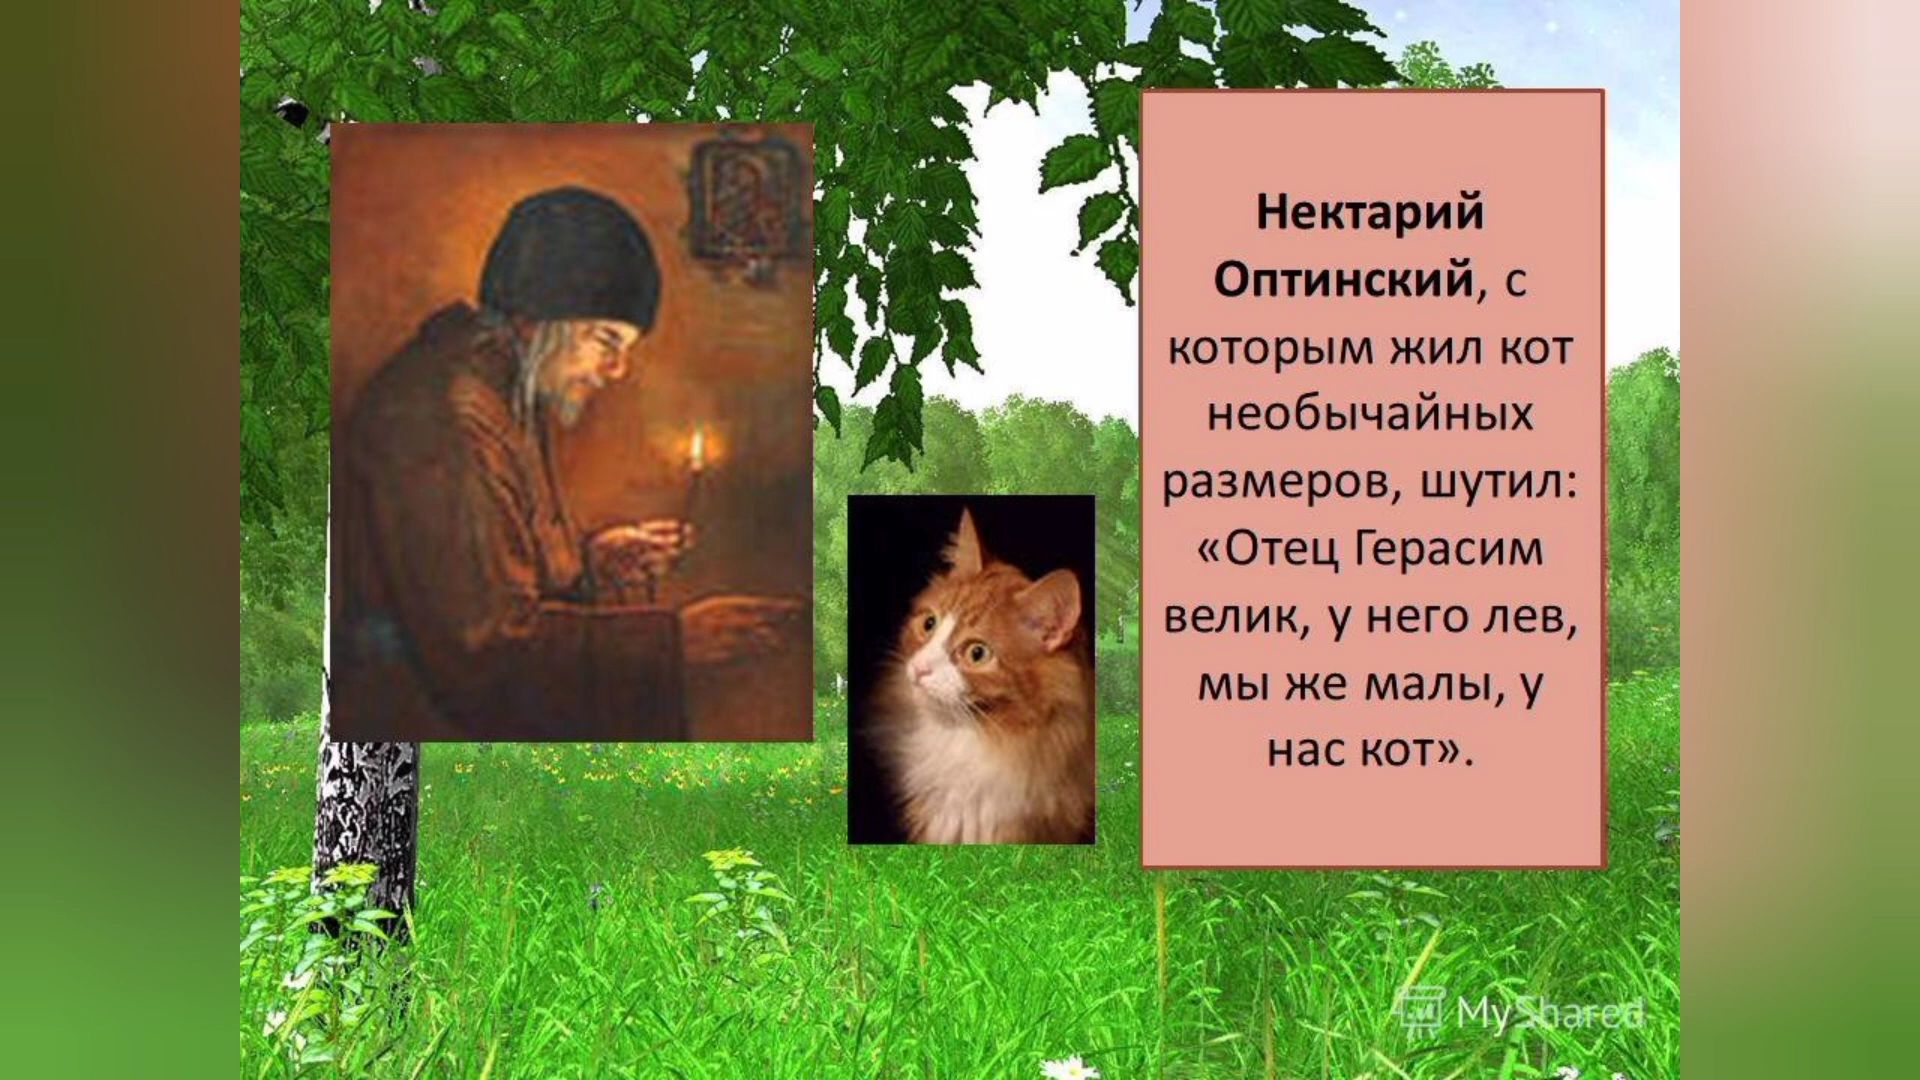 Нектарий
Оптинский, с
которым жил кот
необычайных
размеров, шутил:
«Отец Герасим
велик, у него лев,
мы же малы, у
нас кот».
MyShared